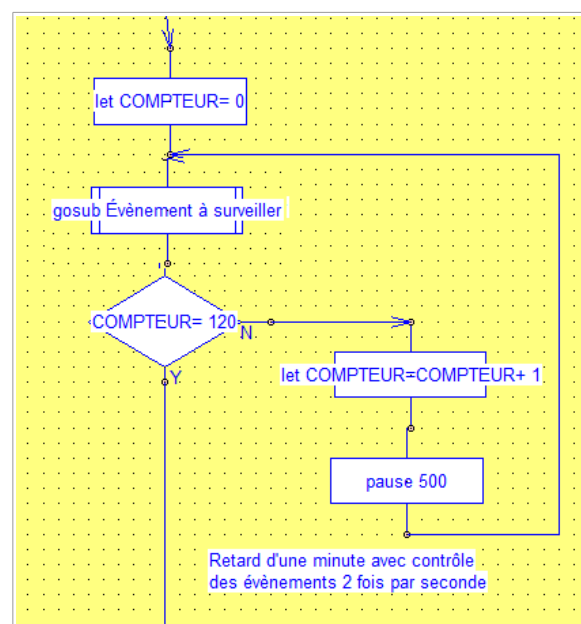 let COMPTEUR= 0
gosub Évènement à surveiller
COMPTEUR= 120
N
Y
let COMPTEUR=COMPTEUR+ 1
pause 500
Retard d'une minute avec contrôle
des évènements 2 fois par seconde